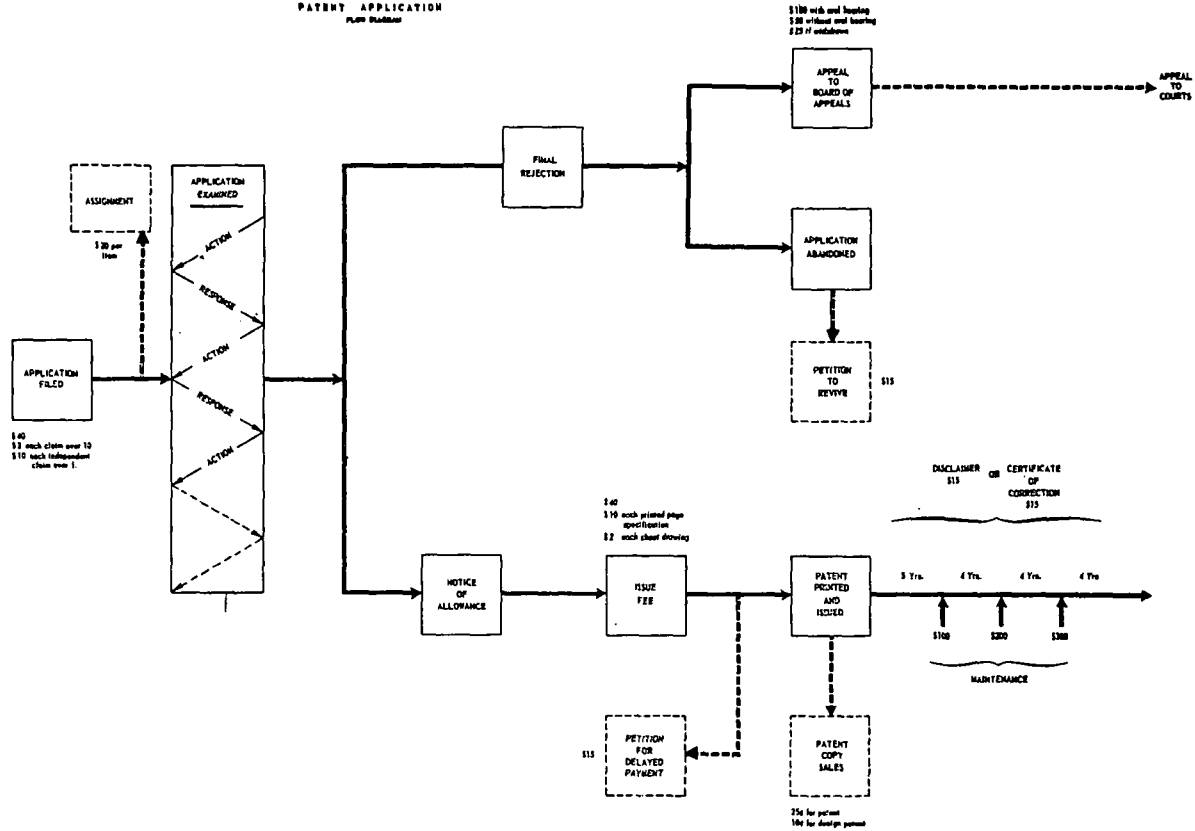 PATENT APPLICATION
FLOW DIAGRAM
$100 with oral hearing
$50 without oral hearing
$25 if withdrawn
APPEAL
TO
BOARD OF
APPEALS
APPEAL
TO
COURTS
FINAL
REJECTION
ASSIGNMENT
$20 per
item
APPLICATION
EXAMINED
ACTION
RESPONSE
ACTION
RESPONSE
ACTION
APPLICATION
ABANDONED
PETITION
TO
REVIVE
$15
APPLICATION
FILED
$40
$2 each claim over 10
$10 each independent
claim over 1.
DISCLAIMER
$15
OR
CERTIFICATE
OF
CORRECTION
$15
$40
$10 each printed page
specification
$2 each sheet drawing
NOTICE
OF
ALLOWANCE
ISSUE
FEE
PATENT
PRINTED
AND
ISSUED
5 Yrs.
4 Yrs.
4 Yrs.
4 Yrs
$100
$200
$300
MAINTENANCE
$15
PETITION
FOR
DELAYED
PAYMENT
PATENT
COPY
SALES
25¢ for patent
10¢ for design patent